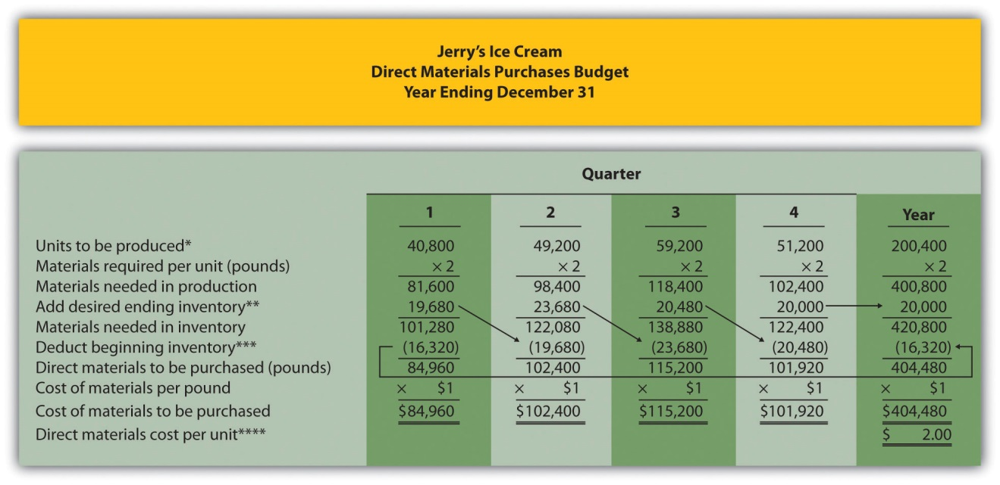 Jerry’s Ice Cream
Direct Materials Purchases Budget
Year Ending December 31
Quarter
1 2 3 4 Year
Units to be produced* 40,800 49,200 59,200 51,200 200,400
Materials required per unit (pounds) × 2 × 2 × 2 × 2 × 2
Materials needed in production 81,600 98,400 118,400 102,400 400,800
Add desired ending inventory** 19,680 23,680 20,480 20,000 20,000
Materials needed in inventory 101,280 122,080 138,880 122,400 420,800
Deduct beginning inventory*** (16,320) (19,680) (23,680) (20,480) (16,320)
Direct materials to be purchased (pounds) 84,960 102,400 115,200 101,920 404,480
Cost of materials per pound × $1 × $1 × $1 × $1 × $1
Cost of materials to be purchased $84,960 $102,400 $115,200 $101,920 $404,480
Direct materials cost per unit**** $ 2.00